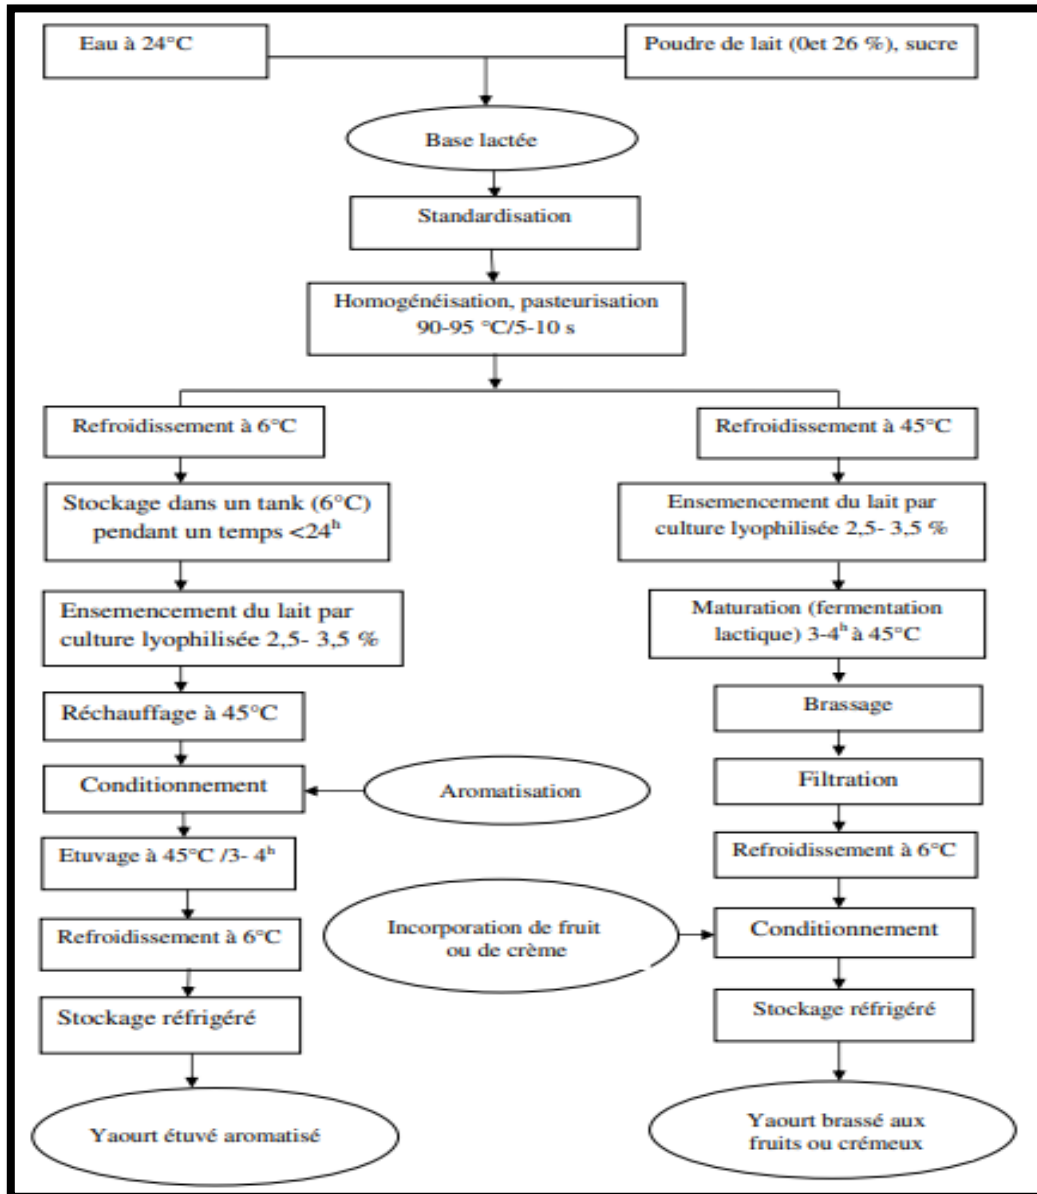 Eau à 24°C
Poudre de lait (0et 26 %), sucre
Base lactée
Standardisation
Homogénéisation, pasteurisation
90-95 °C/5-10 s
Refroidissement à 6°C
Stockage dans un tank (6°C)
pendant un temps <24ʰ
Ensemencement du lait par
culture lyophilisée 2,5- 3,5 %
Réchauffage à 45°C
Conditionnement
Aromatisation
Etuvage à 45°C /3- 4ʰ
Refroidissement à 6°C
Stockage réfrigéré
Yaourt étuvé aromatisé
Refroidissement à 45°C
Ensemencement du lait par
culture lyophilisée 2,5- 3,5 %
Maturation (fermentation
lactique) 3-4ʰ à 45°C
Brassage
Filtration
Refroidissement à 6°C
Incorporation de fruit
ou de crème
Conditionnement
Stockage réfrigéré
Yaourt brassé aux
fruits ou crémeux